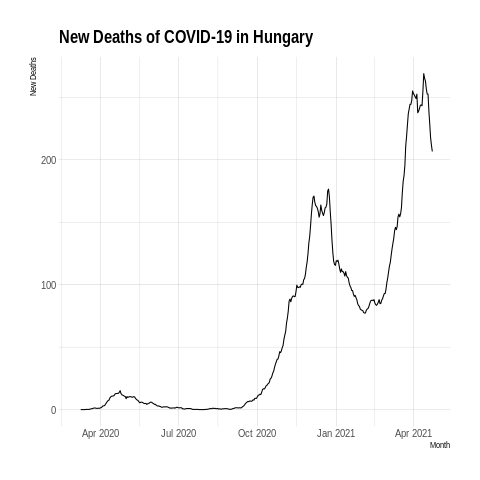 New Deaths of COVID-19 in Hungary
New Deaths
200
100
0
Apr 2020 Jul 2020 Oct 2020 Jan 2021 Apr 2021
Month